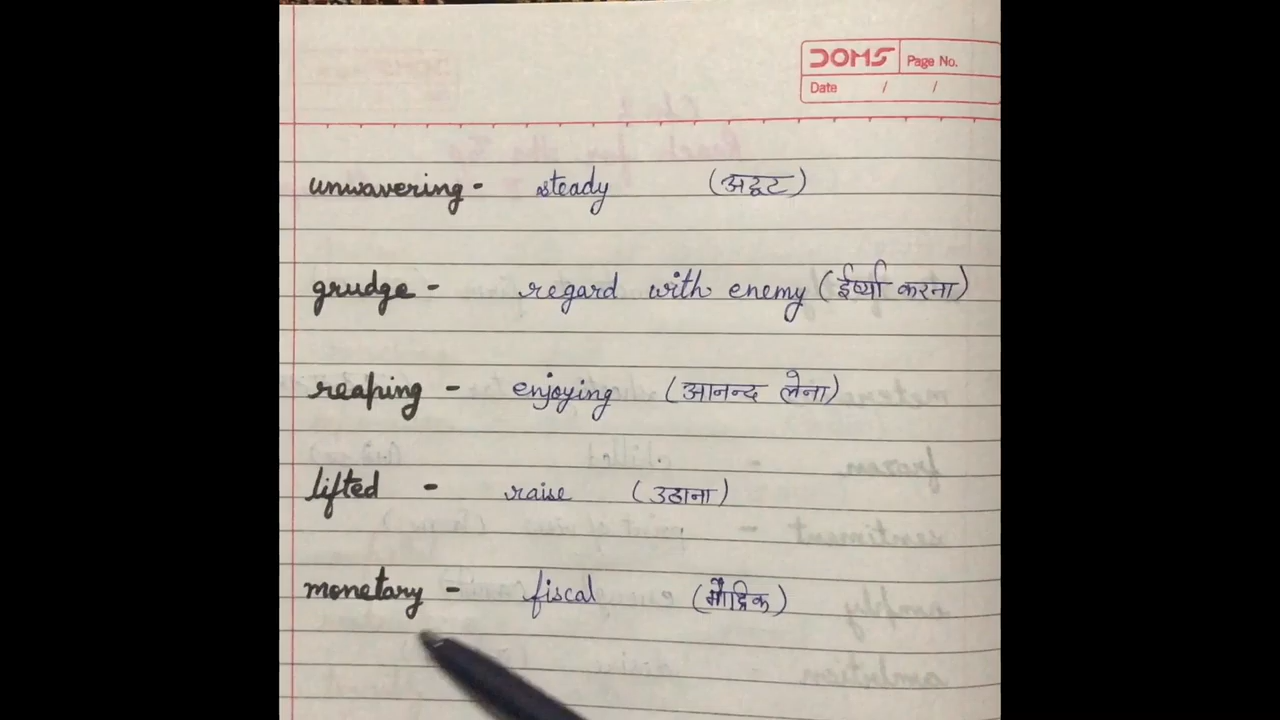 DOMS Page No.
Date / /
unwavering - steady (अटूट)
grudge - regard with enemy (ईर्ष्या करना)
reaping - enjoying (आनन्द लेना)
lifted - raise (उठाना)
monetary - fiscal (मौद्रिक)